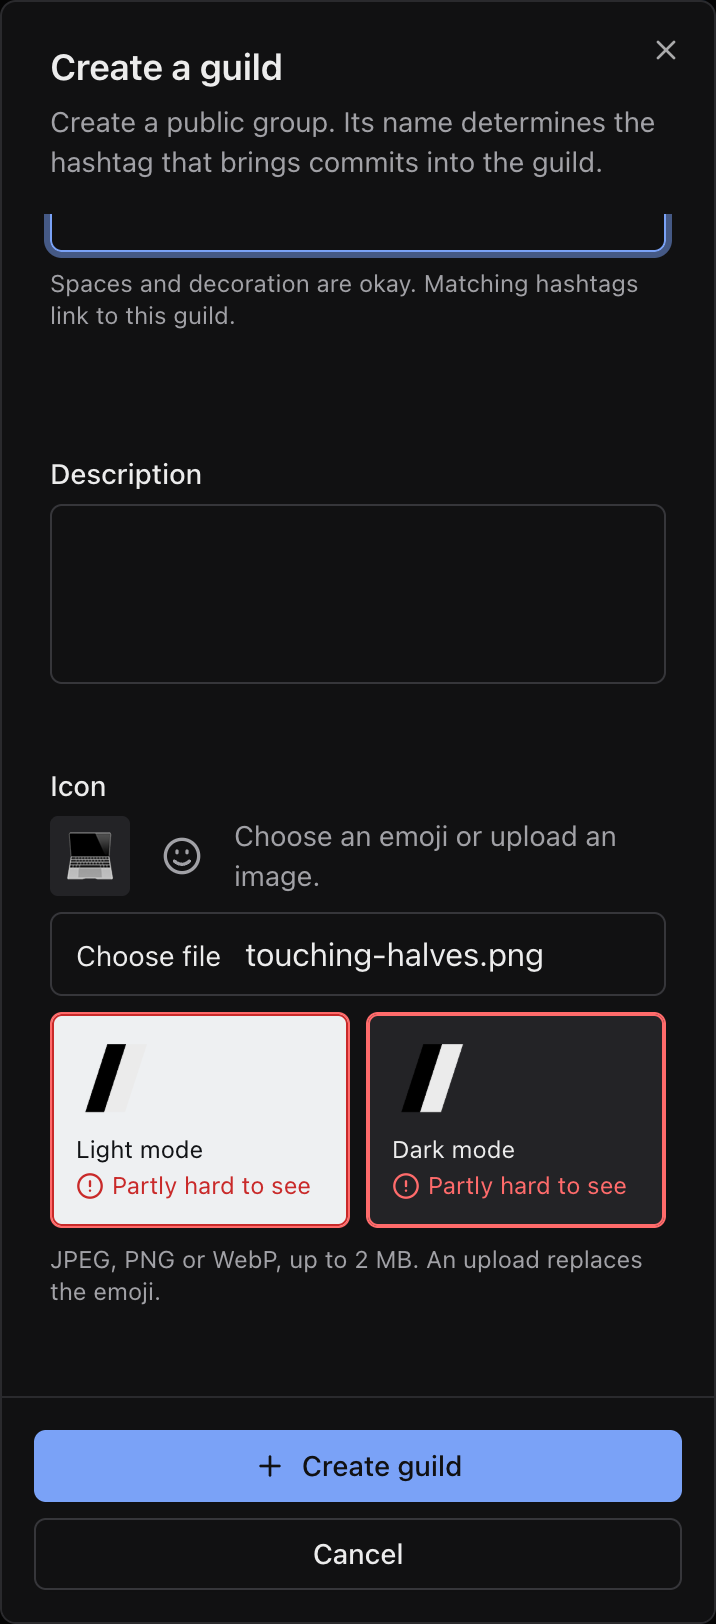 Create a guild
Create a public group. Its name determines the
hashtag that brings commits into the guild.
Spaces and decoration are okay. Matching hashtags
link to this guild.
Description
Icon
Choose an emoji or upload an
image.
Choose file touching-halves.png
Light mode
Partly hard to see
Dark mode
Partly hard to see
JPEG, PNG or WebP, up to 2 MB. An upload replaces
the emoji.
Create guild
Cancel